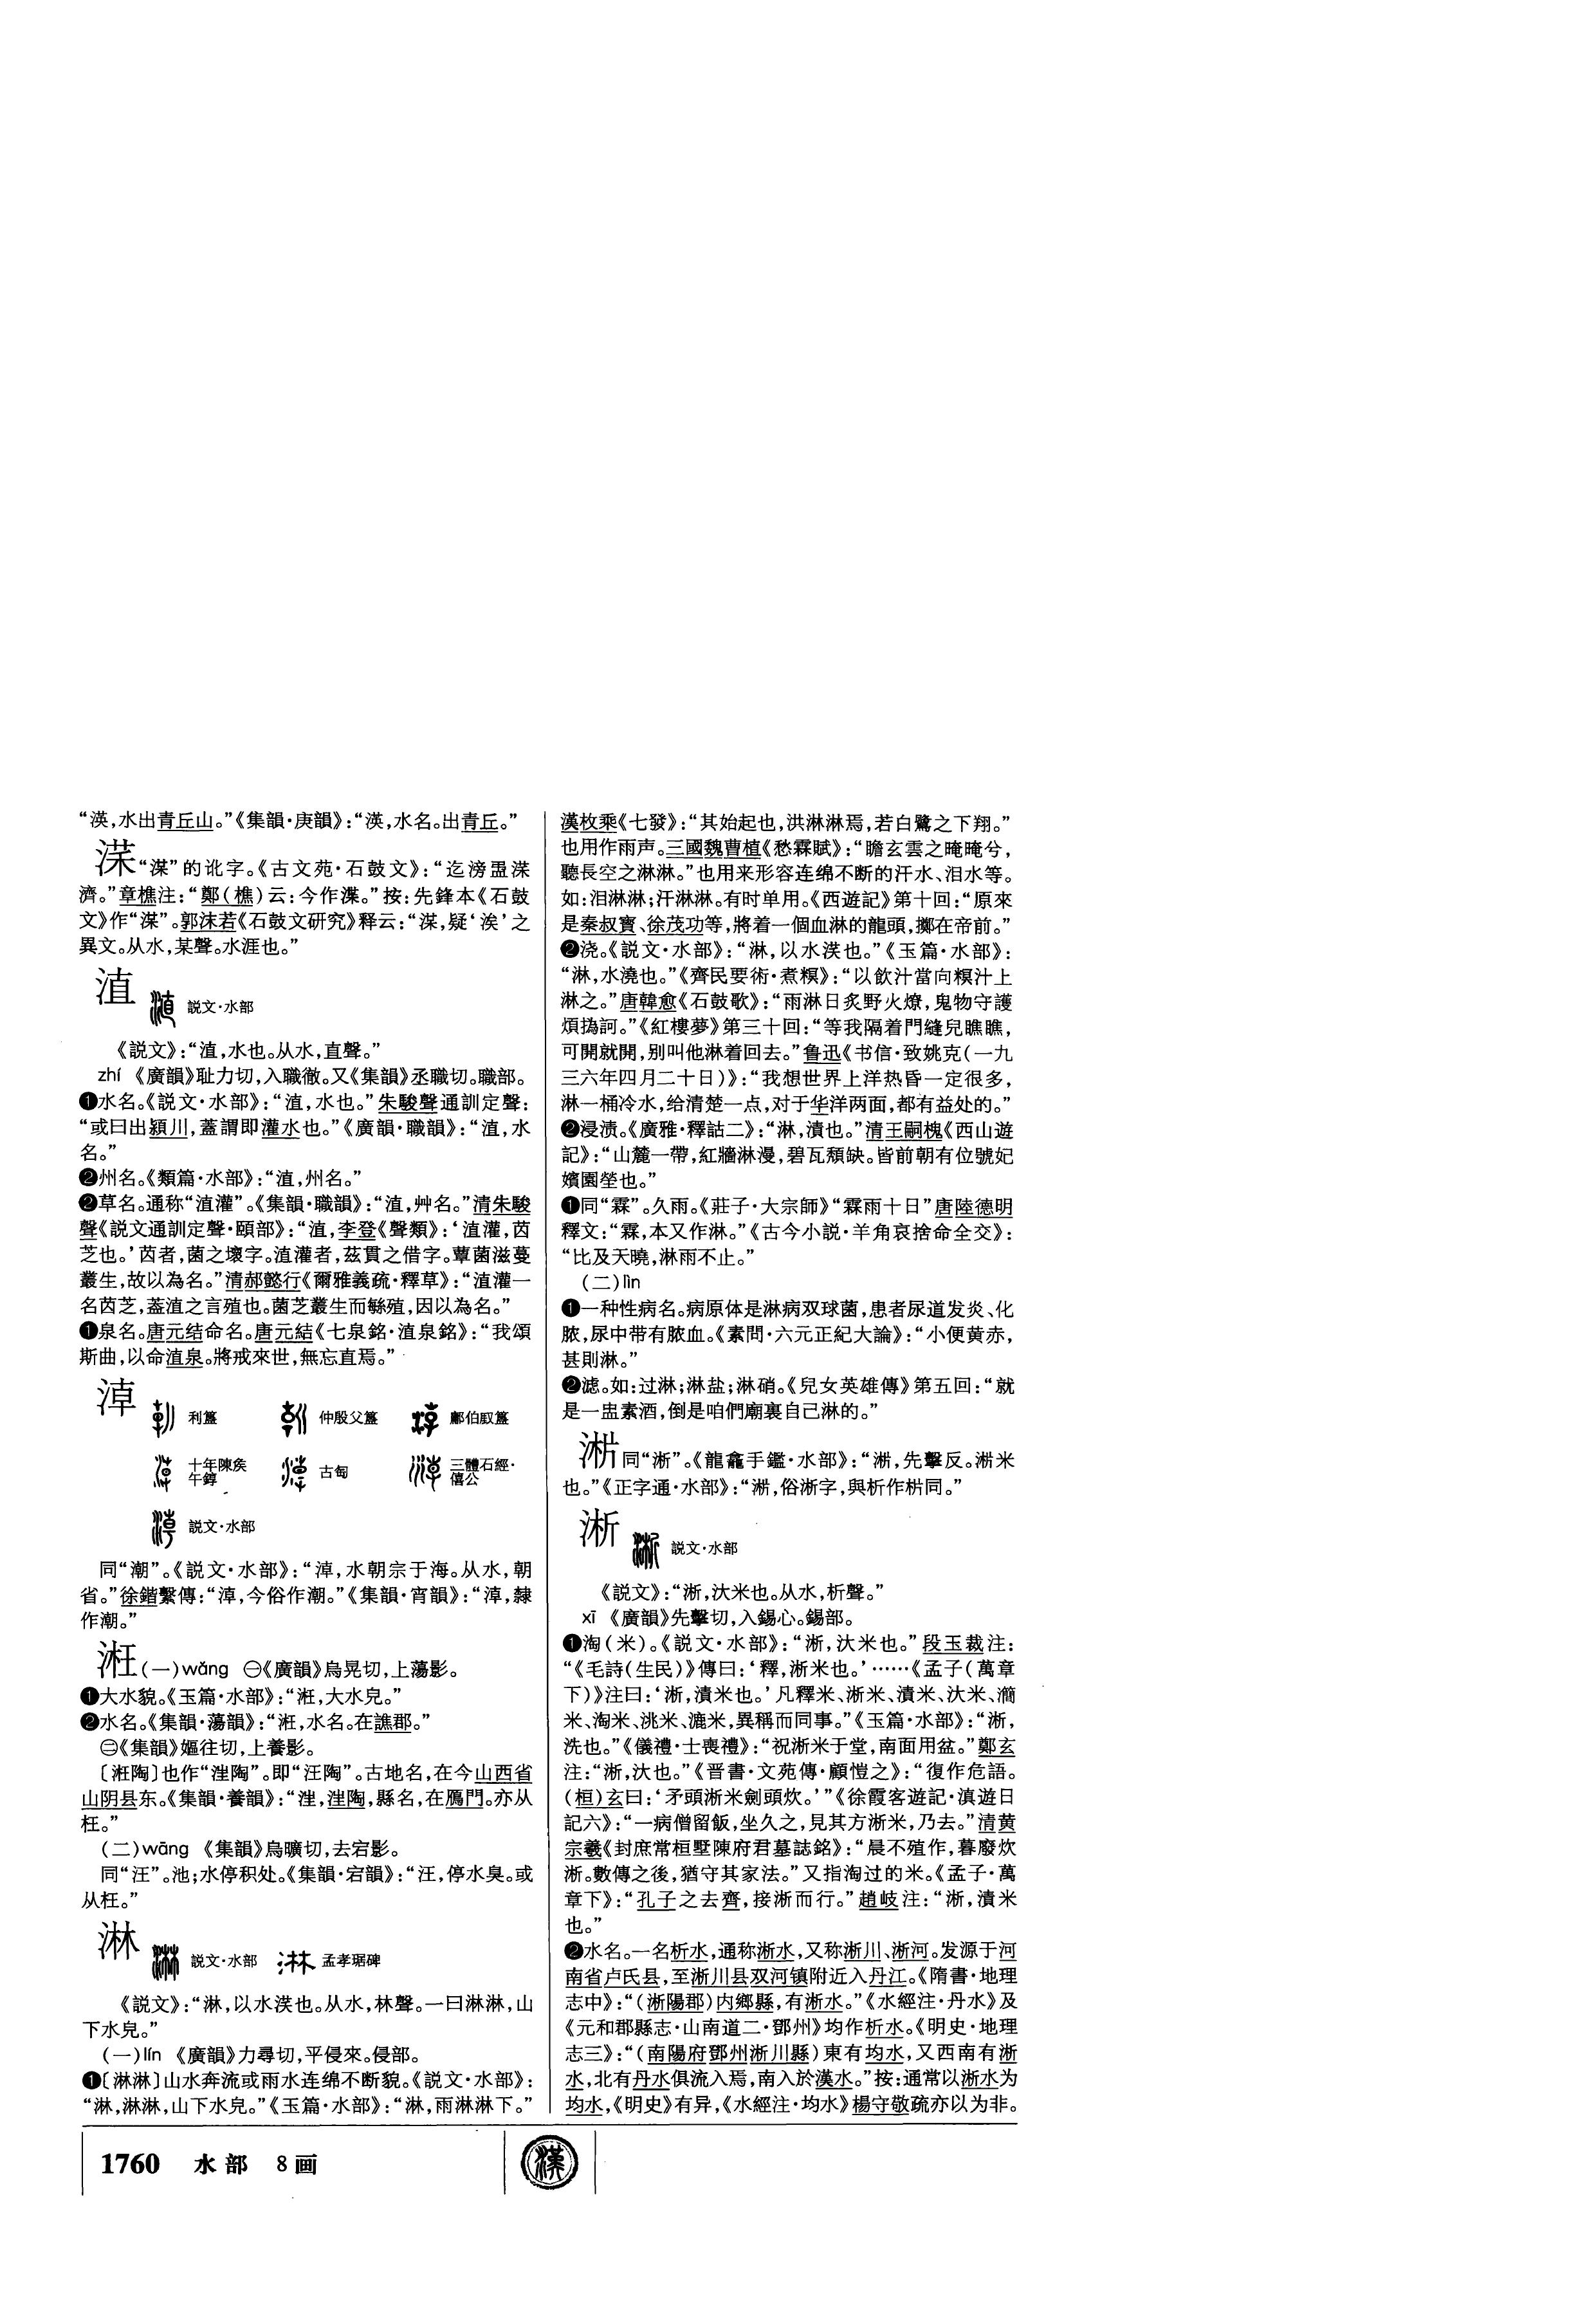 “渶,水出青丘山。”《集韻·庚韻》:“渶,水名。出青丘。”
“湈”的讹字。《古文苑·石鼓文》:“迄滂盄渿
濟。”章樵注:“鄭(樵)云:今作湈。”按:先鋒本《石鼓
文》作“湈”。郭沫若《石鼓文研究》释云:“湈,疑‘涘’之
異文。从水,某聲。水涯也。”
淔
説文·水部
《説文》:“淔,水也。从水,直聲。”
zhí 《廣韻》耻力切,入職徹。又《集韻》丞職切。職部。
❶水名。《説文·水部》:“淔,水也。”朱駿聲通訓定聲:
“或曰出潁川,蓋謂即灌水也。”《廣韻·職韻》:“淔,水
名。”
❷州名。《類篇·水部》:“淔,州名。”
❷草名。通称“淔灌”。《集韻·職韻》:“淔,艸名。”清朱駿
聲《説文通訓定聲·頤部》:“淔,李登《聲類》:‘淔灌,茵
芝也。’茵者,菌之壞字。淔灌者,茲貫之借字。蕈菌滋蔓
叢生,故以為名。”清郝懿行《爾雅義疏·釋草》:“淔灌一
名茵芝,蓋淔之言殖也。菌芝叢生而緐殖,因以為名。”
❶泉名。唐元结命名。唐元結《七泉銘·淔泉銘》:“我頌
斯曲,以命淔泉。將戒來世,無忘直焉。”
淖
利簋 仲殷父簋 鄘伯㕢簋
十年陳矦午錞 古匋 三體石經·僖公
説文·水部
同“潮”。《説文·水部》:“淖,水朝宗于海。从水,朝
省。”徐鍇繫傳:“淖,今俗作潮。”《集韻·宵韻》:“淖,隸
作潮。”
㳹(一)wǎng ㊀《廣韻》烏晃切,上蕩影。
❶大水貌。《玉篇·水部》:“㳹,大水皃。”
❷水名。《集韻·蕩韻》:“㳹,水名。在譙郡。”
㊁《集韻》嫗往切,上養影。
〔㳹陶〕也作“湟陶”。即“汪陶”。古地名,在今山西省
山阴县东。《集韻·養韻》:“湟,湟陶,縣名,在鴈門。亦从
枉。”
(二)wāng 《集韻》烏曠切,去宕影。
同“汪”。池;水停积处。《集韻·宕韻》:“汪,停水臭。或
从枉。”
淋
説文·水部 孟孝琚碑
《説文》:“淋,以水渶也。从水,林聲。一曰淋淋,山
下水皃。”
(一)lín 《廣韻》力尋切,平侵來。侵部。
❶〔淋淋〕山水奔流或雨水连绵不断貌。《説文·水部》:
“淋,淋淋,山下水皃。”《玉篇·水部》:“淋,雨淋淋下。”
漢枚乘《七發》:“其始起也,洪淋淋焉,若白鷺之下翔。”
也用作雨声。三國魏曹植《愁霖賦》:“瞻玄雲之晻晻兮,
聽長空之淋淋。”也用来形容连绵不断的汗水、泪水等。
如:泪淋淋;汗淋淋。有时单用。《西遊記》第十回:“原來
是秦叔寳、徐茂功等,將着一個血淋的龍頭,擲在帝前。”
❷浇。《説文·水部》:“淋,以水渶也。”《玉篇·水部》:
“淋,水澆也。”《齊民要術·煮𥺌》:“以飲汁當向𥺌汁上
淋之。”唐韓愈《石鼓歌》:“雨淋日炙野火燎,鬼物守護
煩撝訶。”《紅樓夢》第三十回:“等我隔着門縫兒瞧瞧,
可開就開,别叫他淋着回去。”鲁迅《书信·致姚克(一九
三六年四月二十日)》:“我想世界上洋热昏一定很多,
淋一桶冷水,给清楚一点,对于华洋两面,都有益处的。”
❷浸渍。《廣雅·釋詁二》:“淋,漬也。”清王嗣槐《西山遊
記》:“山麓一帶,紅牆淋漫,碧瓦頽缺。皆前朝有位號妃
嬪園塋也。”
❶同“霖”。久雨。《莊子·大宗師》“霖雨十日”唐陸德明
釋文:“霖,本又作淋。”《古今小説·羊角哀捨命全交》:
“比及天曉,淋雨不止。”
(二)lìn
❶一种性病名。病原体是淋病双球菌,患者尿道发炎、化
脓,尿中带有脓血。《素問·六元正紀大論》:“小便黄赤,
甚則淋。”
❷滤。如:过淋;淋盐;淋硝。《兒女英雄傳》第五回:“就
是一盅素酒,倒是咱們廟裏自己淋的。”
㴒同“淅”。《龍龕手鑑·水部》:“㴒,先擊反。㴒米
也。”《正字通·水部》:“㴒,俗淅字,與析作枿同。”
淅
説文·水部
《説文》:“淅,汏米也。从水,析聲。”
xī 《廣韻》先擊切,入錫心。錫部。
❶淘(米)。《説文·水部》:“淅,汏米也。”段玉裁注:
“《毛詩(生民)》傳曰:‘釋,淅米也。’……《孟子(萬章
下)》注曰:‘淅,漬米也。’凡釋米、淅米、漬米、汏米、㵎
米、淘米、洮米、漉米,異稱而同事。”《玉篇·水部》:“淅,
洗也。”《儀禮·士喪禮》:“祝淅米于堂,南面用盆。”鄭玄
注:“淅,汏也。”《晋書·文苑傳·顧愷之》:“復作危語。
(桓)玄曰:‘矛頭淅米劍頭炊。’”《徐霞客遊記·滇遊日
記六》:“一病僧留飯,坐久之,見其方淅米,乃去。”清黄
宗羲《封庶常桓墅陳府君墓誌銘》:“晨不殖作,暮廢炊
淅。數傳之後,猶守其家法。”又指淘过的米。《孟子·萬
章下》:“孔子之去齊,接淅而行。”趙岐注:“淅,漬米
也。”
❷水名。一名析水,通称淅水,又称淅川、淅河。发源于河
南省卢氏县,至淅川县双河镇附近入丹江。《隋書·地理
志中》:“(淅陽郡)内鄉縣,有淅水。”《水經注·丹水》及
《元和郡縣志·山南道二·鄧州》均作析水。《明史·地理
志三》:“(南陽府鄧州淅川縣)東有均水,又西南有淅
水,北有丹水俱流入焉,南入於漢水。”按:通常以淅水为
均水,《明史》有异,《水經注·均水》楊守敬疏亦以为非。
1760 水部 8画
漢